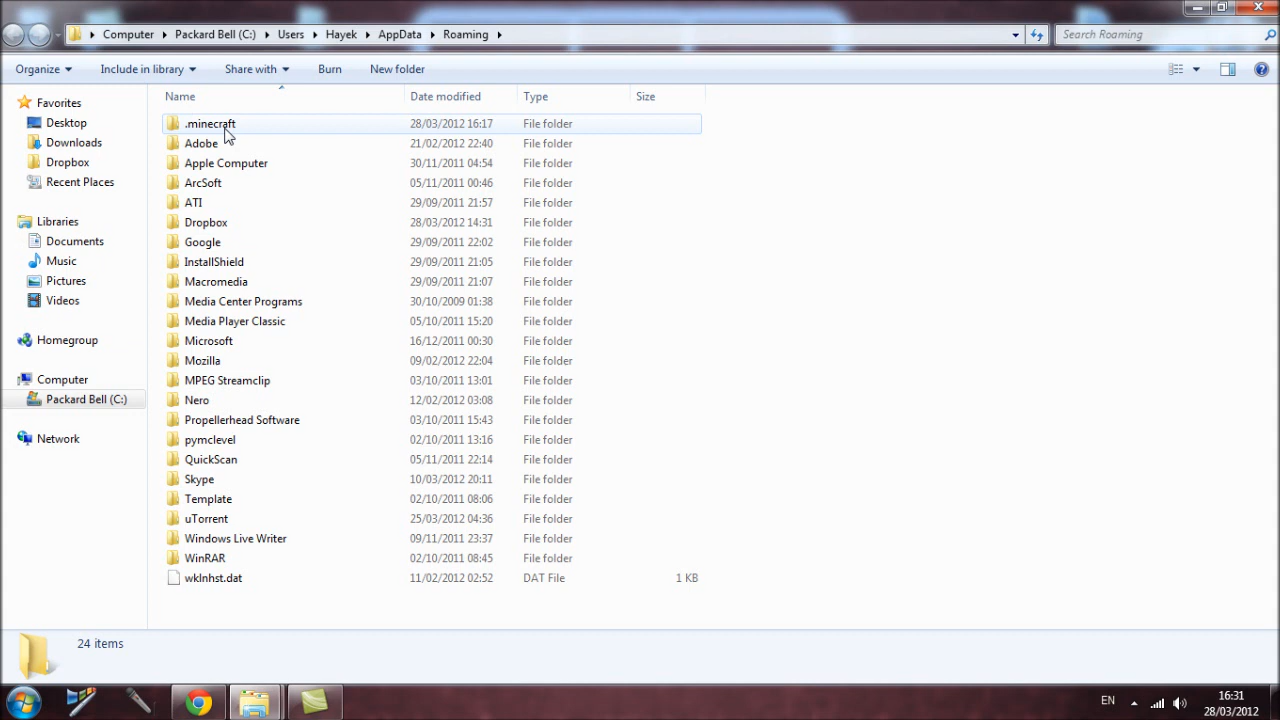 Computer Packard Bell (C:) Users Hayek AppData Roaming Search Roaming
Organize Include in library Share with Burn New folder
Name Date modified Type Size
Favorites
Desktop
Downloads
Dropbox
Recent Places
Libraries
Documents
Music
Pictures
Videos
Homegroup
Computer
Packard Bell (C:)
Network
.minecraft 28/03/2012 16:17 File folder
Adobe 21/02/2012 22:40 File folder
Apple Computer 30/11/2011 04:54 File folder
ArcSoft 05/11/2011 00:46 File folder
ATI 29/09/2011 21:57 File folder
Dropbox 28/03/2012 14:31 File folder
Google 29/09/2011 22:02 File folder
InstallShield 29/09/2011 21:05 File folder
Macromedia 29/09/2011 21:07 File folder
Media Center Programs 30/10/2009 01:38 File folder
Media Player Classic 05/10/2011 15:20 File folder
Microsoft 16/12/2011 00:30 File folder
Mozilla 09/02/2012 22:04 File folder
MPEG Streamclip 03/10/2011 13:01 File folder
Nero 12/02/2012 03:08 File folder
Propellerhead Software 03/10/2011 15:43 File folder
pymclevel 02/10/2011 13:16 File folder
QuickScan 05/11/2011 22:14 File folder
Skype 10/03/2012 20:11 File folder
Template 02/10/2011 08:06 File folder
uTorrent 25/03/2012 04:36 File folder
Windows Live Writer 09/11/2011 23:37 File folder
WinRAR 02/10/2011 08:45 File folder
wklnhst.dat 11/02/2012 02:52 DAT File 1 KB
24 items
EN 16:31
28/03/2012